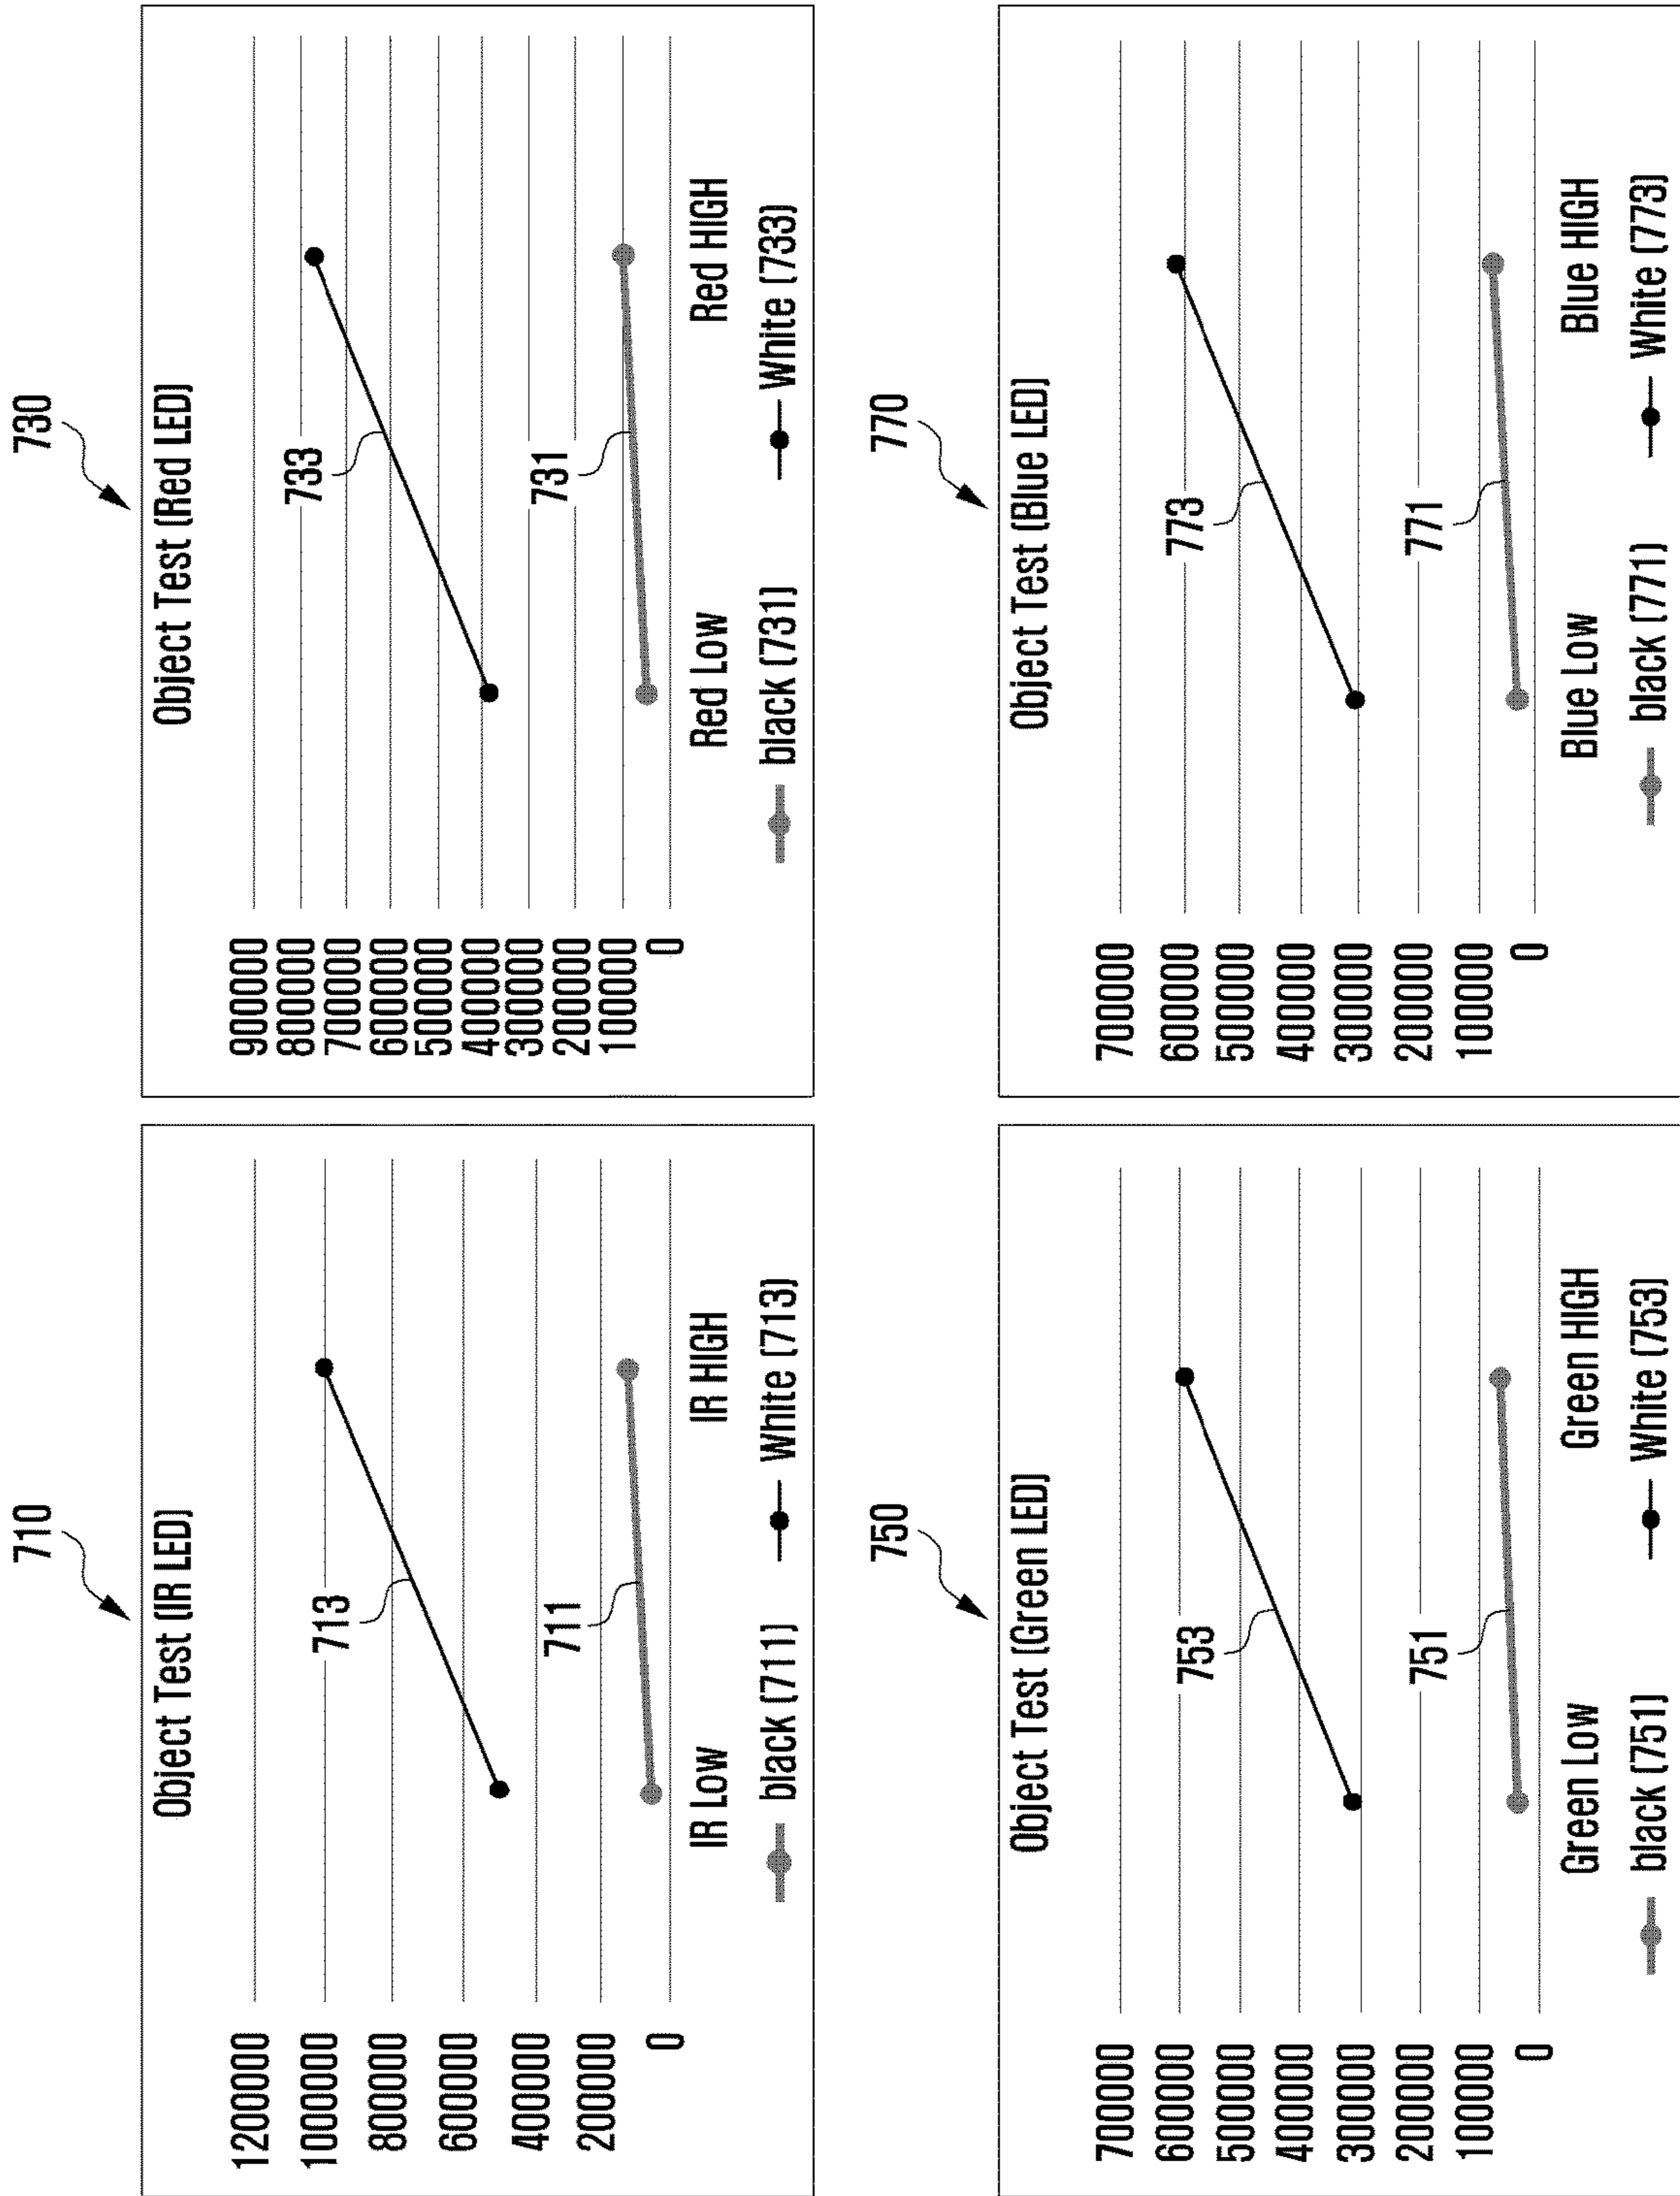 710
Object Test (IR LED)
1200000
1000000
800000
600000
400000
200000
0
713
711
IR Low
IR HIGH
black (711)
White (713)
730
Object Test (Red LED)
900000
800000
700000
600000
500000
400000
300000
200000
100000
0
733
731
Red Low
Red HIGH
black (731)
White (733)
750
Object Test (Green LED)
700000
600000
500000
400000
300000
200000
100000
0
753
751
Green Low
Green HIGH
black (751)
White (753)
770
Object Test (Blue LED)
700000
600000
500000
400000
300000
200000
100000
0
773
771
Blue Low
Blue HIGH
black (771)
White (773)